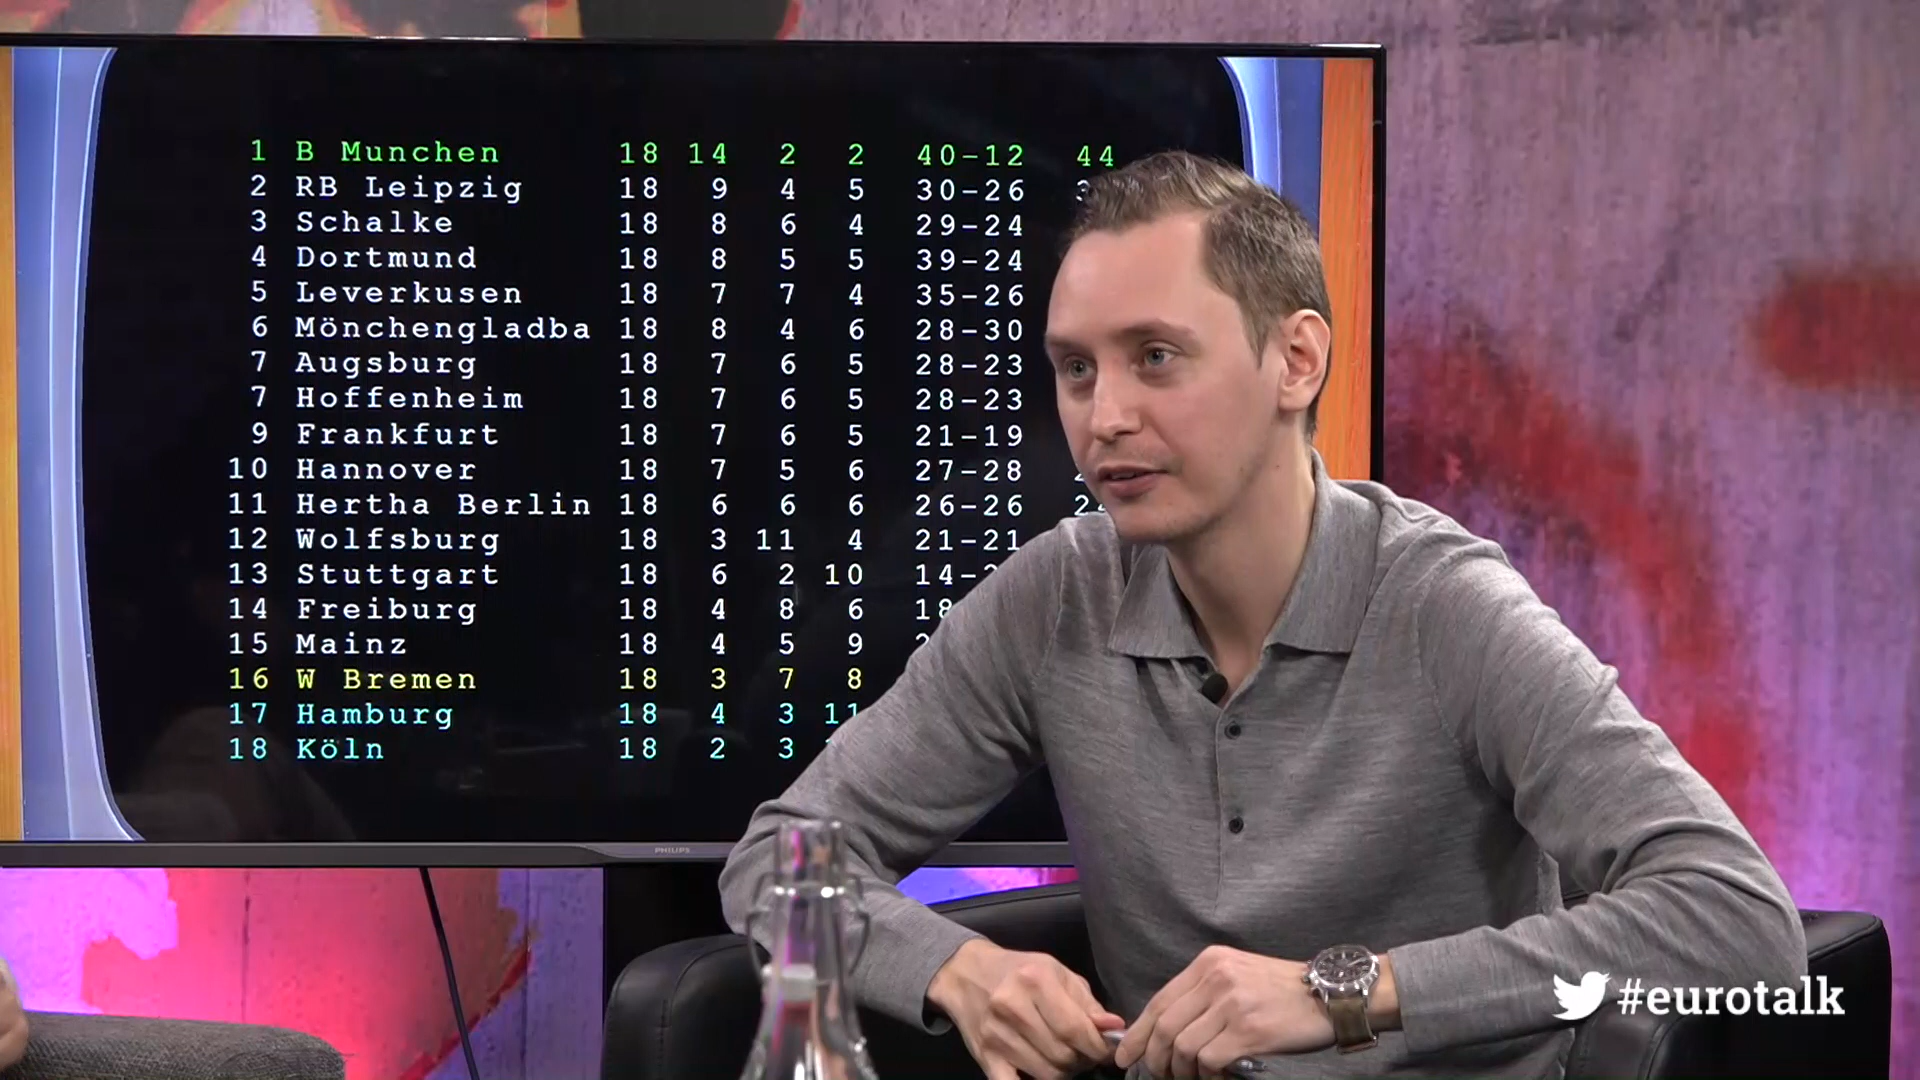 1 B Munchen 18 14 2 2 40-12 44
2 RB Leipzig 18 9 4 5 30-26
3 Schalke 18 8 6 4 29-24
4 Dortmund 18 8 5 5 39-24
5 Leverkusen 18 7 7 4 35-26
6 Mönchengladba 18 8 4 6 28-30
7 Augsburg 18 7 6 5 28-23
7 Hoffenheim 18 7 6 5 28-23
9 Frankfurt 18 7 6 5 21-19
10 Hannover 18 7 5 6 27-28
11 Hertha Berlin 18 6 6 6 26-26
12 Wolfsburg 18 3 11 4 21-21
13 Stuttgart 18 6 2 10 14-
14 Freiburg 18 4 8 6 18
15 Mainz 18 4 5 9
16 W Bremen 18 3 7 8
17 Hamburg 18 4 3 11
18 Köln 18 2 3
PHILIPS
#eurotalk